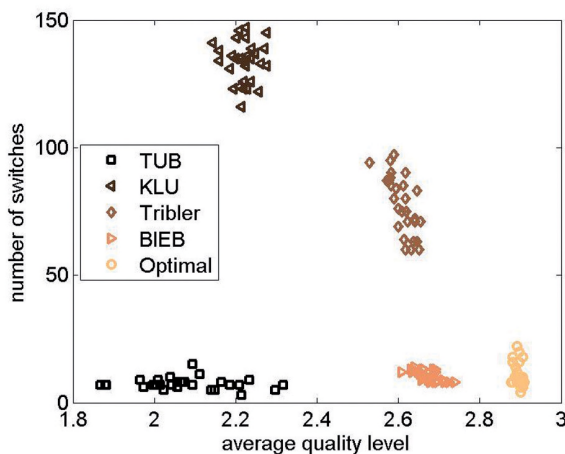 150
100
50
0
number of switches
TUB
KLU
Tribler
BIEB
Optimal
1.8 2 2.2 2.4 2.6 2.8 3
average quality level